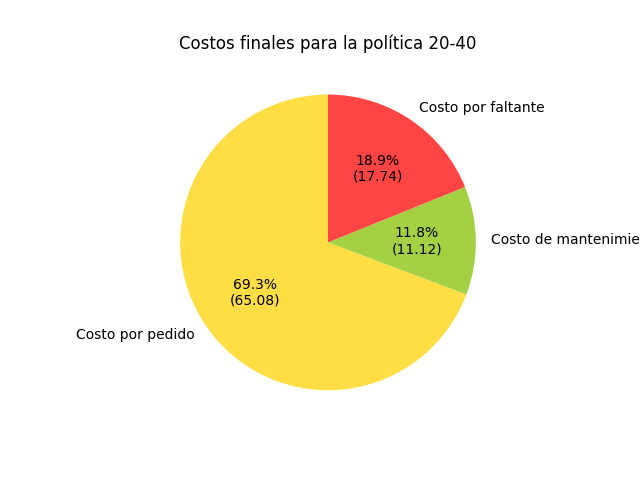 Costos finales para la política 20-40
Costo por faltante
18.9%
(17.74)
11.8%
(11.12)
Costo de mantenimie
69.3%
(65.08)
Costo por pedido